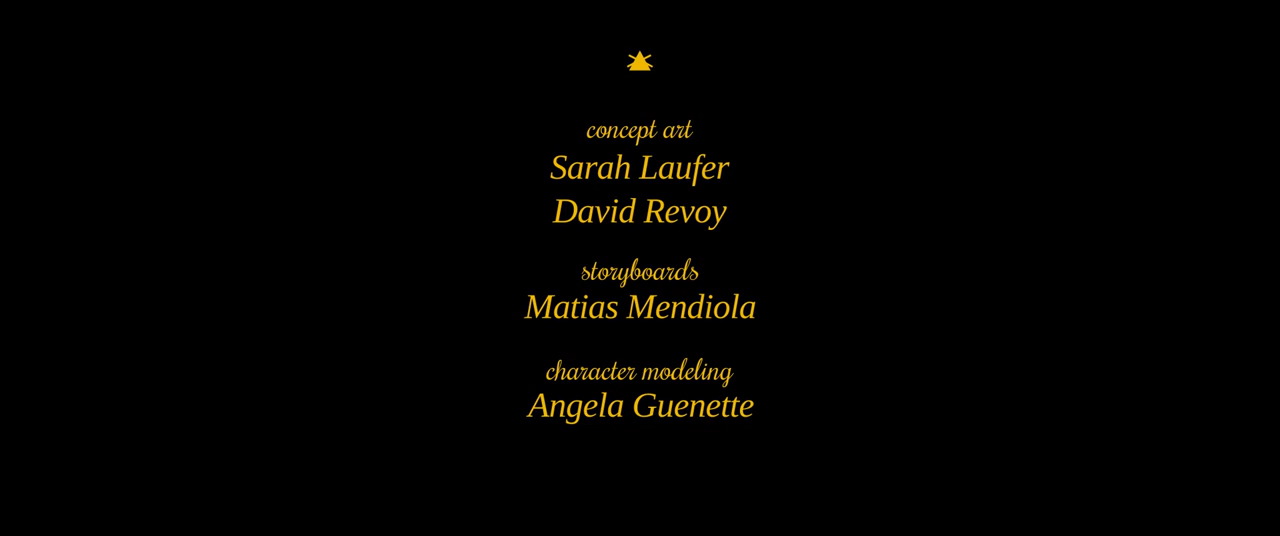 concept art
Sarah Laufer
David Revoy
storyboards
Matias Mendiola
character modeling
Angela Guenette